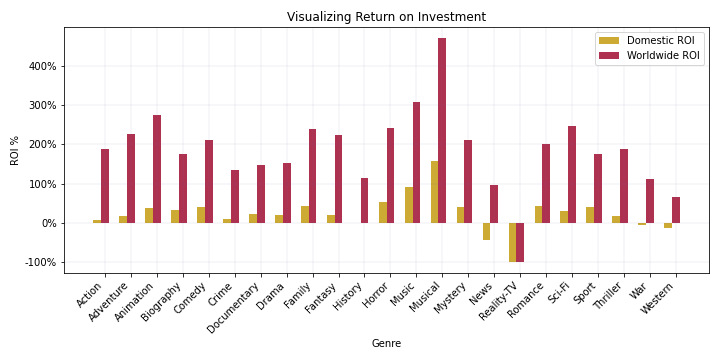 Visualizing Return on Investment
Domestic ROI
Worldwide ROI
ROI %
400%
300%
200%
100%
0%
-100%
Action
Adventure
Animation
Biography
Comedy
Crime
Documentary
Drama
Family
Fantasy
History
Horror
Music
Musical
Mystery
News
Reality-TV
Romance
Sci-Fi
Sport
Thriller
War
Western
Genre